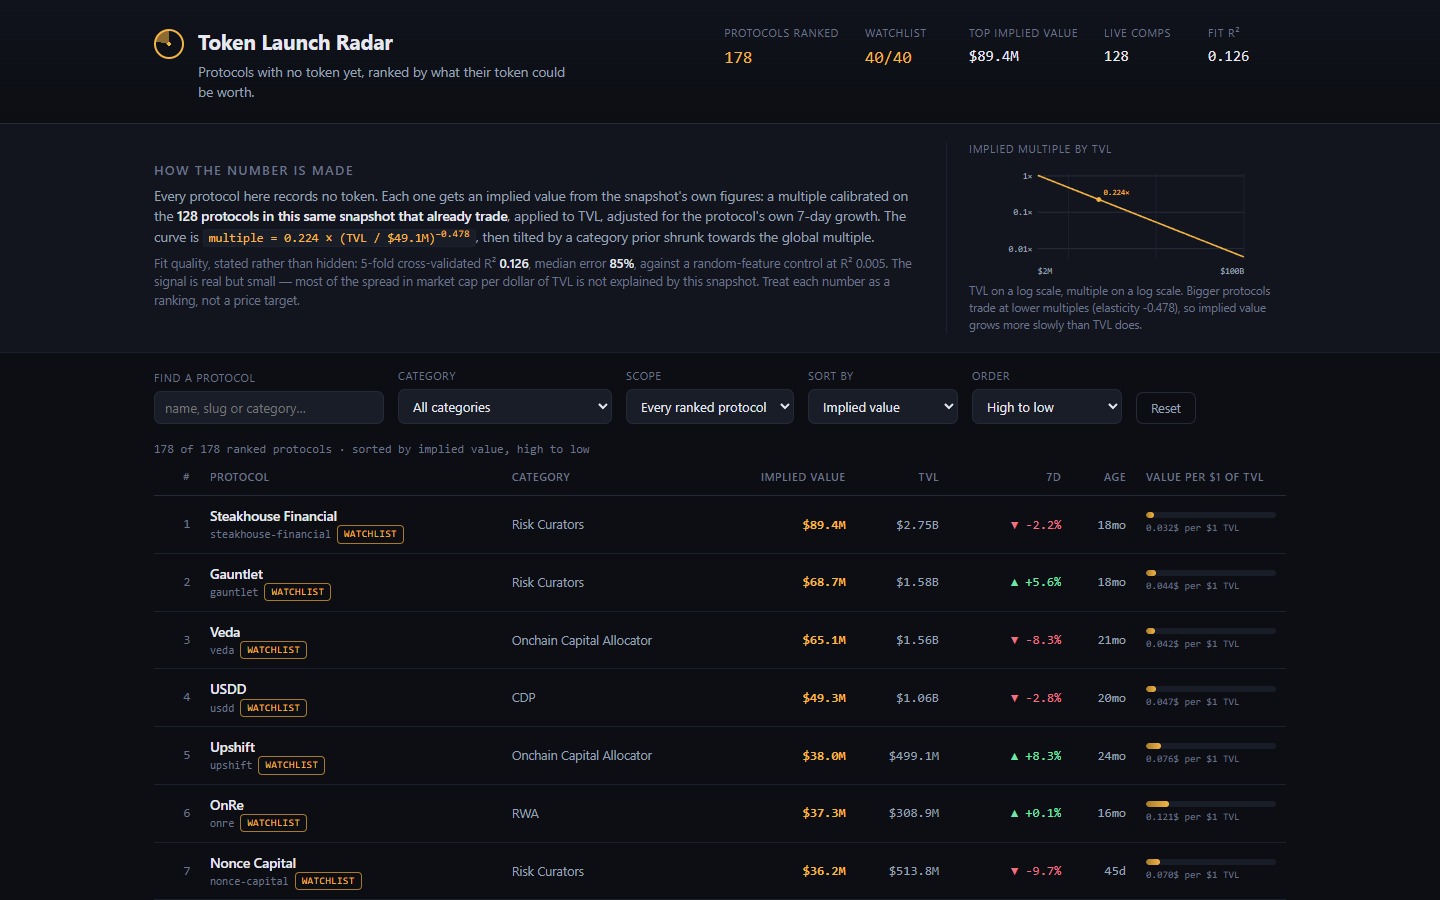 Token Launch Radar
Protocols with no token yet, ranked by what their token could
be worth.
PROTOCOLS RANKED
178
WATCHLIST
40/40
TOP IMPLIED VALUE
$89.4M
LIVE COMPS
128
FIT R²
0.126
HOW THE NUMBER IS MADE
Every protocol here records no token. Each one gets an implied value from the snapshot's own figures: a multiple calibrated on
the 128 protocols in this same snapshot that already trade, applied to TVL, adjusted for the protocol's own 7-day growth. The
curve is multiple = 0.224 × (TVL / $49.1M)^−0.478, then tilted by a category prior shrunk towards the global multiple.
Fit quality, stated rather than hidden: 5-fold cross-validated R² 0.126, median error 85%, against a random-feature control at R² 0.005. The
signal is real but small — most of the spread in market cap per dollar of TVL is not explained by this snapshot. Treat each number as a
ranking, not a price target.
IMPLIED MULTIPLE BY TVL
1×
0.224×
0.1×
0.01×
$2M $100B
TVL on a log scale, multiple on a log scale. Bigger protocols
trade at lower multiples (elasticity -0.478), so implied value
grows more slowly than TVL does.
FIND A PROTOCOL
name, slug or category...
CATEGORY
All categories
SCOPE
Every ranked protocol
SORT BY
Implied value
ORDER
High to low
Reset
178 of 178 ranked protocols · sorted by implied value, high to low
# PROTOCOL CATEGORY IMPLIED VALUE TVL 7D AGE VALUE PER $1 OF TVL
1 Steakhouse Financial Risk Curators $89.4M $2.75B ▼ -2.2% 18mo
steakhouse-financial WATCHLIST 0.032$ per $1 TVL
2 Gauntlet Risk Curators $68.7M $1.58B ▲ +5.6% 18mo
gauntlet WATCHLIST 0.044$ per $1 TVL
3 Veda Onchain Capital Allocator $65.1M $1.56B ▼ -8.3% 21mo
veda WATCHLIST 0.042$ per $1 TVL
4 USDD CDP $49.3M $1.06B ▼ -2.8% 20mo
usdd WATCHLIST 0.047$ per $1 TVL
5 Upshift Onchain Capital Allocator $38.0M $499.1M ▲ +8.3% 24mo
upshift WATCHLIST 0.076$ per $1 TVL
6 OnRe RWA $37.3M $308.9M ▲ +0.1% 16mo
onre WATCHLIST 0.121$ per $1 TVL
7 Nonce Capital Risk Curators $36.2M $513.8M ▼ -9.7% 45d
nonce-capital WATCHLIST 0.070$ per $1 TVL